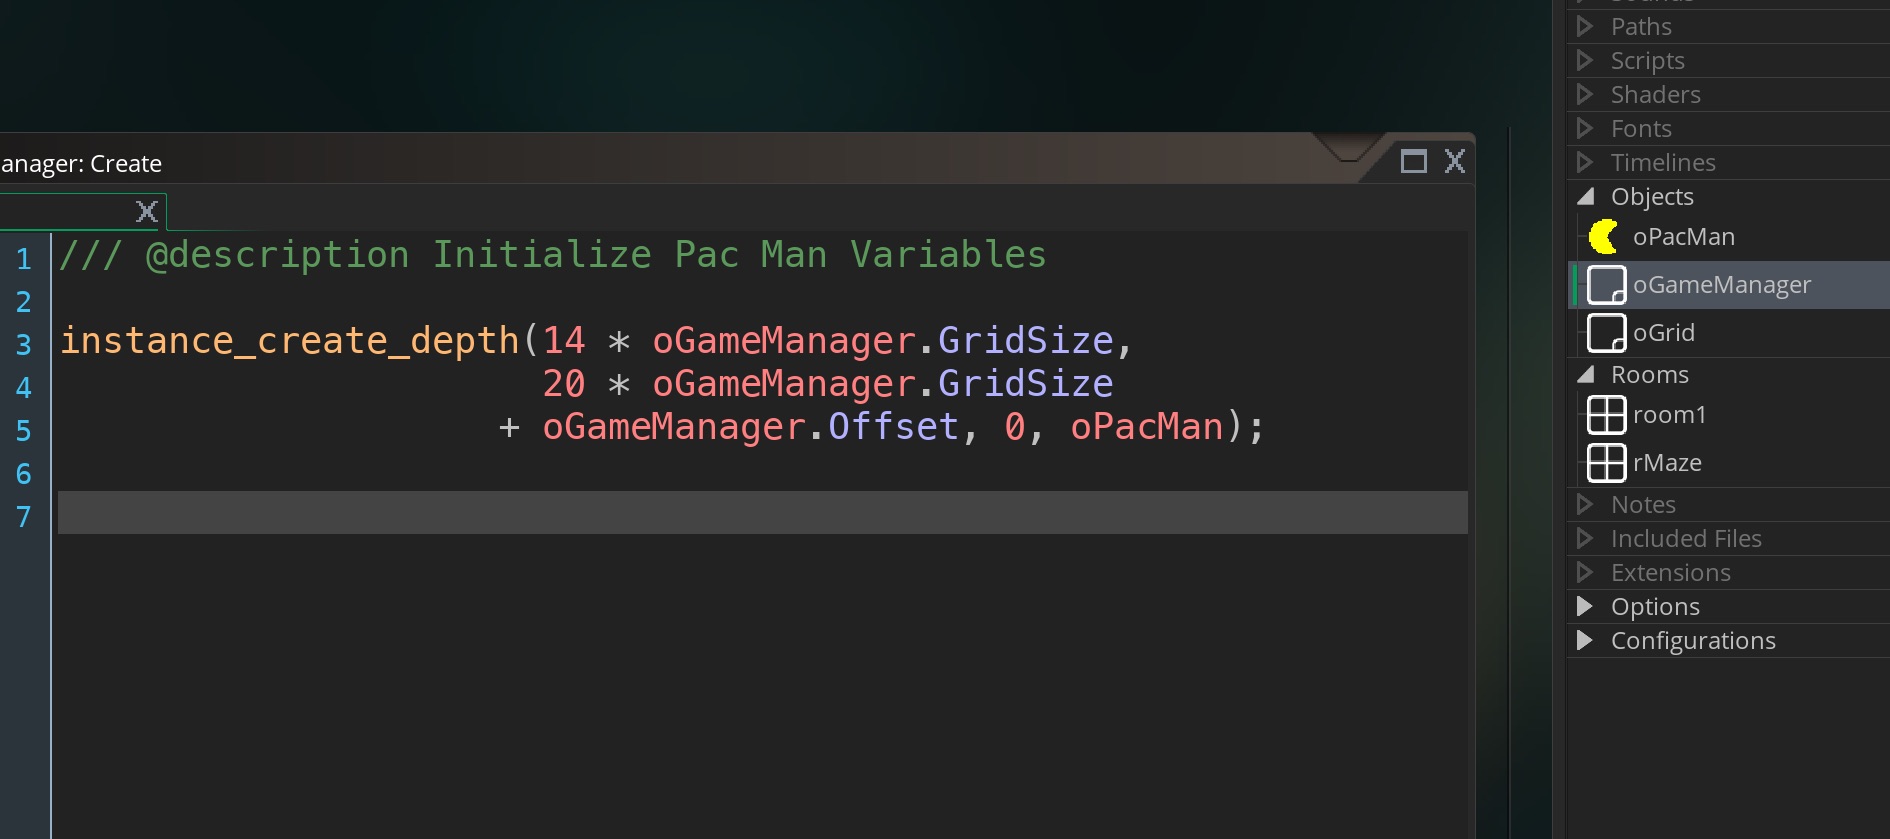 Paths
Scripts
Shaders
Fonts
Timelines
Objects
oPacMan
oGameManager
oGrid
Rooms
room1
rMaze
Notes
Included Files
Extensions
Options
Configurations
anager: Create
X
X
1 /// @description Initialize Pac Man Variables
2
3 instance_create_depth(14 * oGameManager.GridSize,
4 20 * oGameManager.GridSize
5 + oGameManager.Offset, 0, oPacMan);
6
7